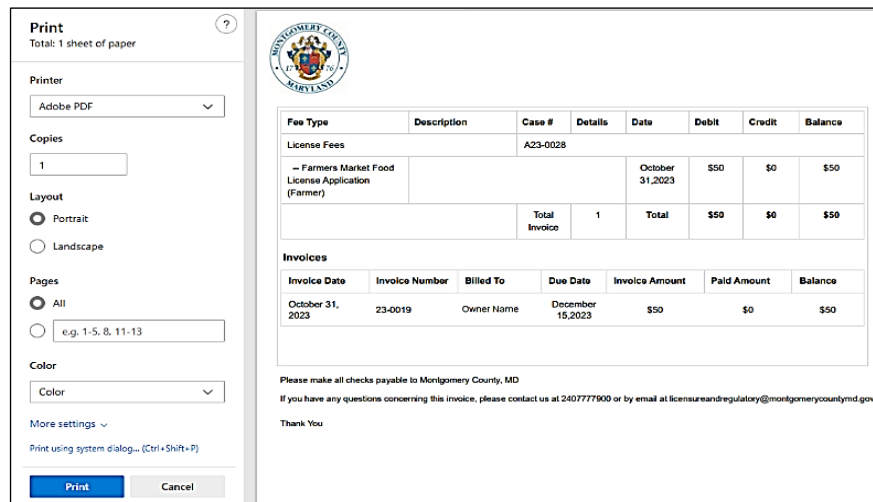 Print
Total: 1 sheet of paper
?
Printer
Adobe PDF
Copies
1
Layout
Portrait
Landscape
Pages
All
e.g. 1-5, 8, 11-13
Color
Color
More settings
Print using system dialog... (Ctrl+Shift+P)
Print Cancel
MONTGOMERY COUNTY
17 76
MARYLAND
Fee Type Description Case # Details Date Debit Credit Balance
License Fees A23-0028
-- Farmers Market Food October $50 $0 $50
License Application 31,2023
(Farmer)
Total 1 Total $50 $0 $50
Invoice
Invoices
Invoice Date Invoice Number Billed To Due Date Invoice Amount Paid Amount Balance
October 31, 23-0019 Owner Name December $50 $0 $50
2023 15,2023
Please make all checks payable to Montgomery County, MD
If you have any questions concerning this invoice, please contact us at 2407777900 or by email at licensureandregulatory@montgomerycountymd.gov
Thank You